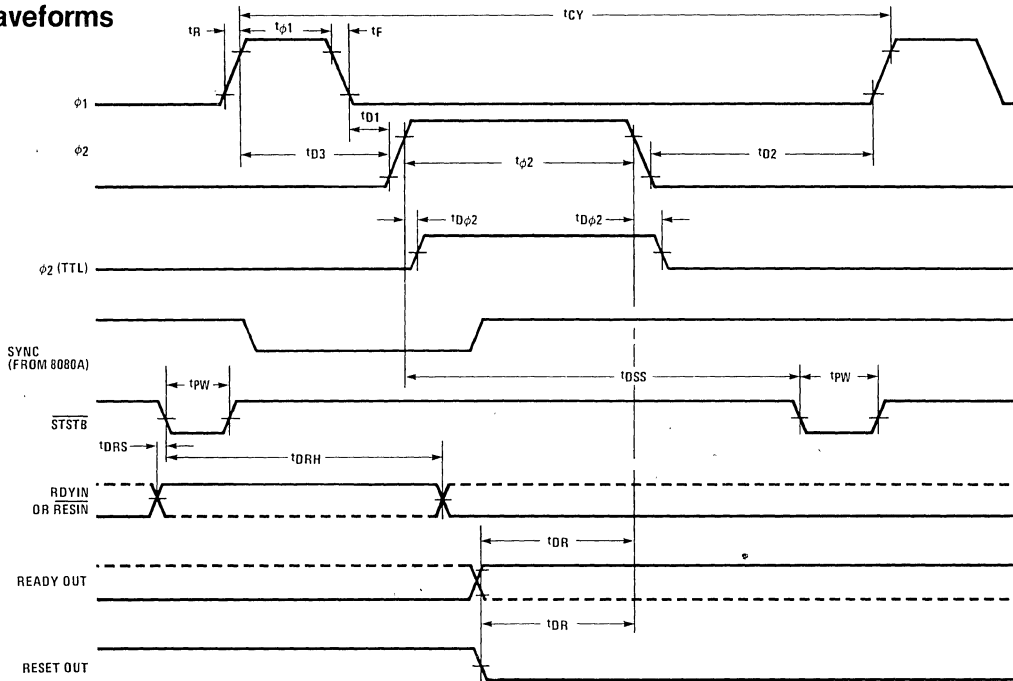 aveforms
tCY
tR
tϕ1
tF
ϕ1
tD1
ϕ2
tD3
tϕ2
tD2
tDϕ2
tDϕ2
ϕ2 (TTL)
SYNC
(FROM 8080A)
tDSS
tPW
tPW
STSTB
tDRS
tDRH
RDYIN
OR RESIN
tDR
READY OUT
tDR
RESET OUT